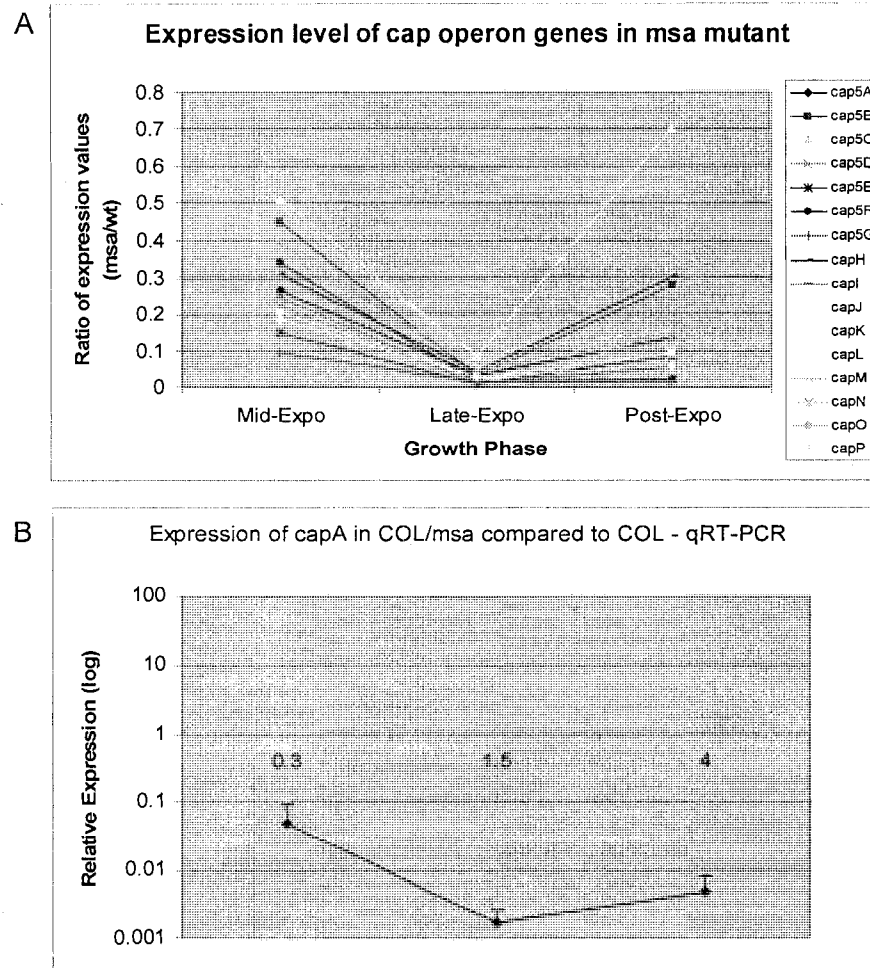 A
Expression level of cap operon genes in msa mutant
Ratio of expression values
(msa/wt)
0.8
0.7
0.6
0.5
0.4
0.3
0.2
0.1
0
Mid-Expo
Late-Expo
Post-Expo
Growth Phase
cap5A
cap5B
cap5C
cap5D
cap5E
cap5F
cap5G
capH
capI
capJ
capK
capL
capM
capN
capO
capP
B
Expression of capA in COL/msa compared to COL - qRT-PCR
Relative Expression (log)
100
10
1
0.1
0.01
0.001
0.3
1.5
4